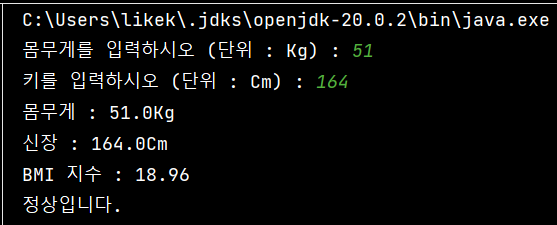 C:\Users\likek\.jdks\openjdk-20.0.2\bin\java.exe
몸무게를 입력하시오 (단위 : Kg) : 51
키를 입력하시오 (단위 : Cm) : 164
몸무게 : 51.0Kg
신장 : 164.0Cm
BMI 지수 : 18.96
정상입니다.